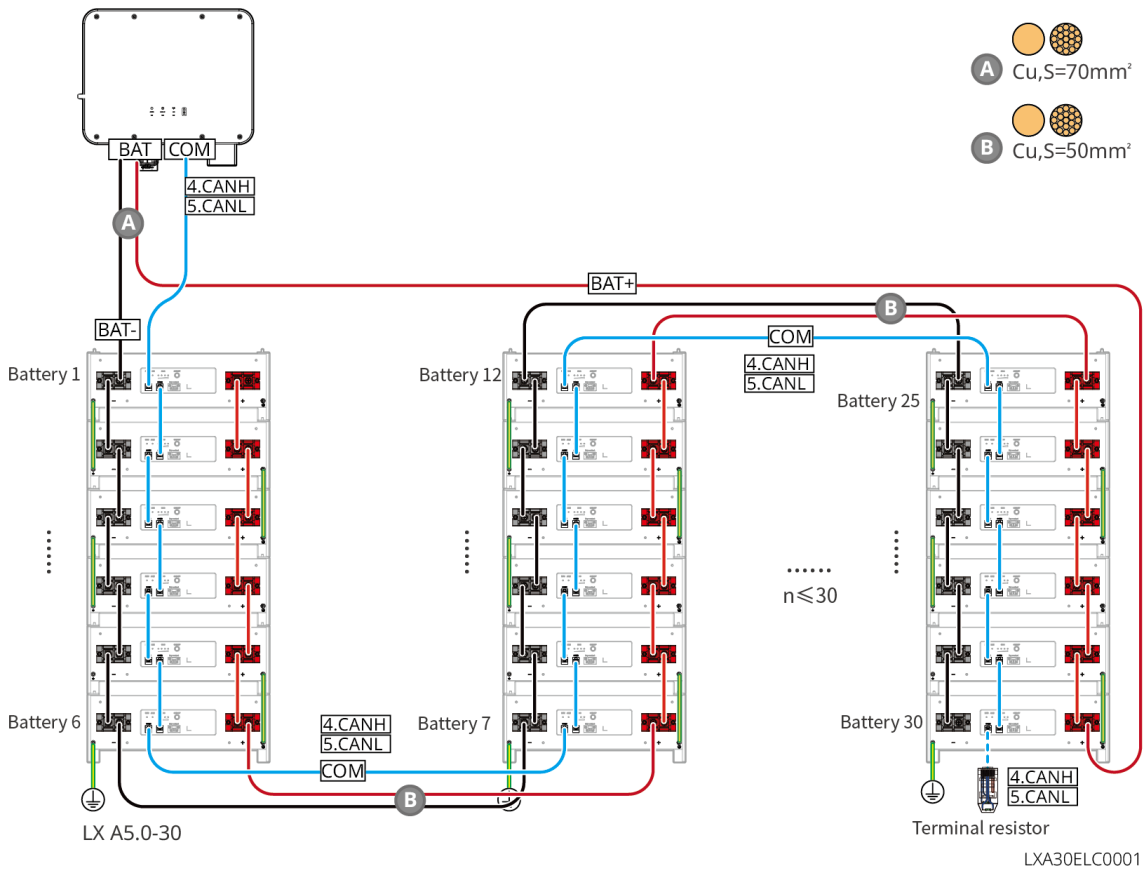 A
Cu,S=70mm²
B
Cu,S=50mm²
BAT
COM
4.CANH
5.CANL
A
BAT+
B
BAT-
COM
4.CANH
5.CANL
Battery 1
Battery 12
Battery 25
n≤30
Battery 6
Battery 7
Battery 30
4.CANH
5.CANL
COM
B
4.CANH
5.CANL
LX A5.0-30
Terminal resistor
LXA30ELC0001